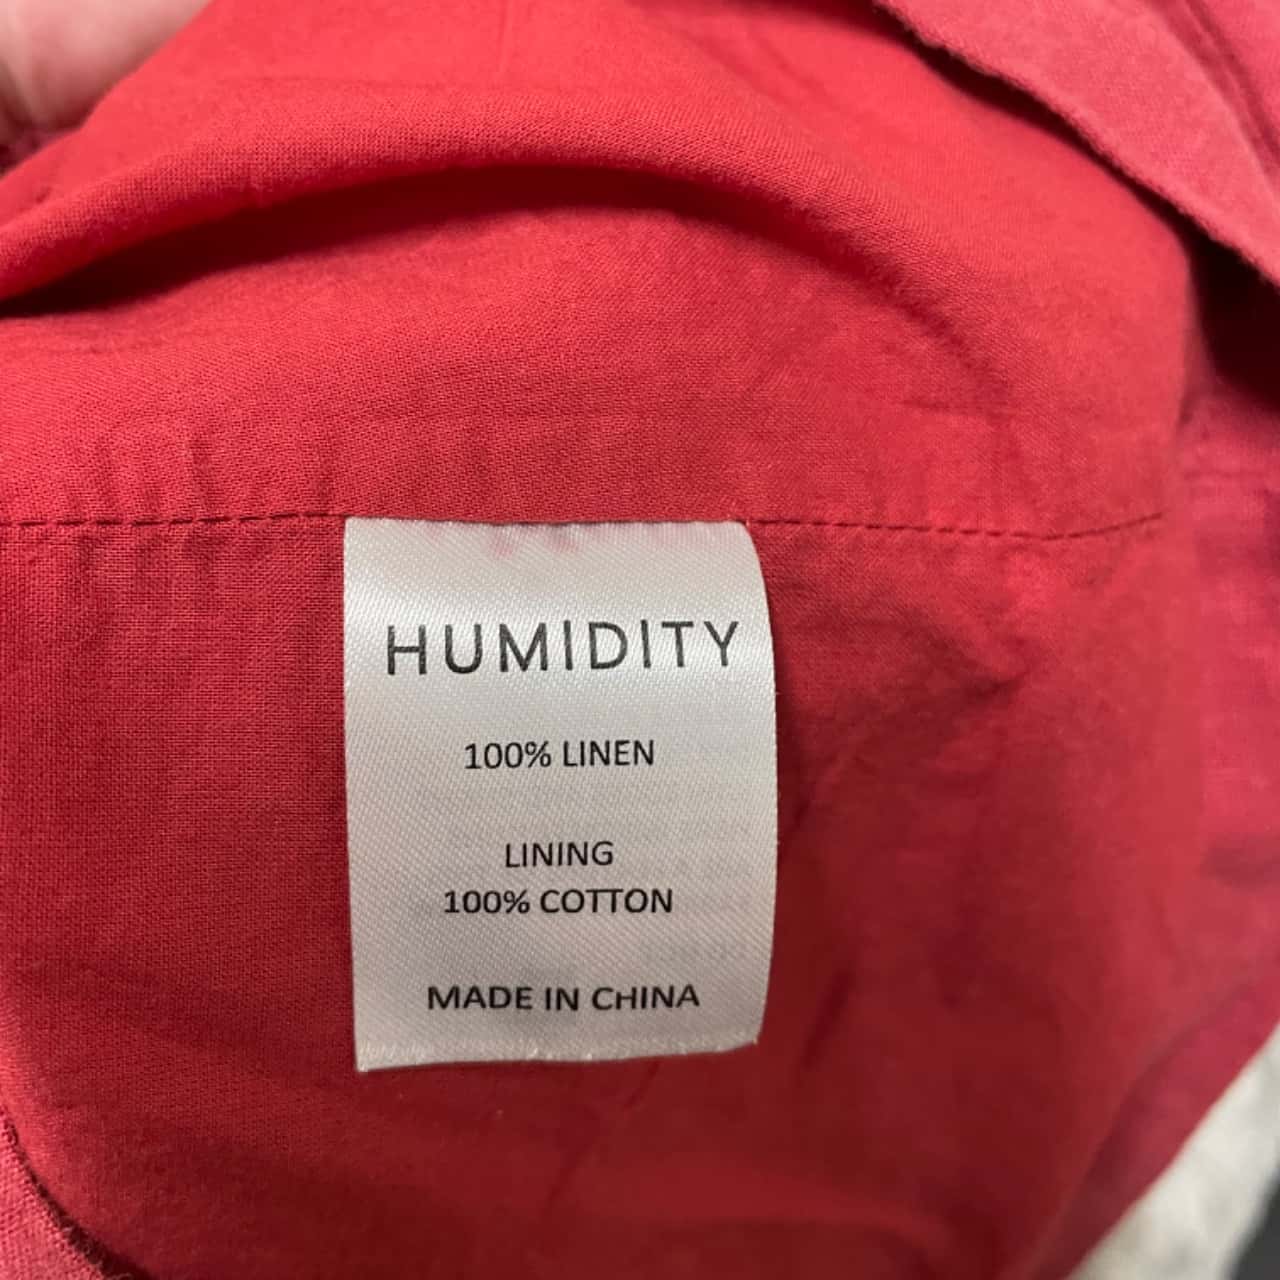 HUMIDITY
100% LINEN
LINING
100% COTTON
MADE IN CHINA